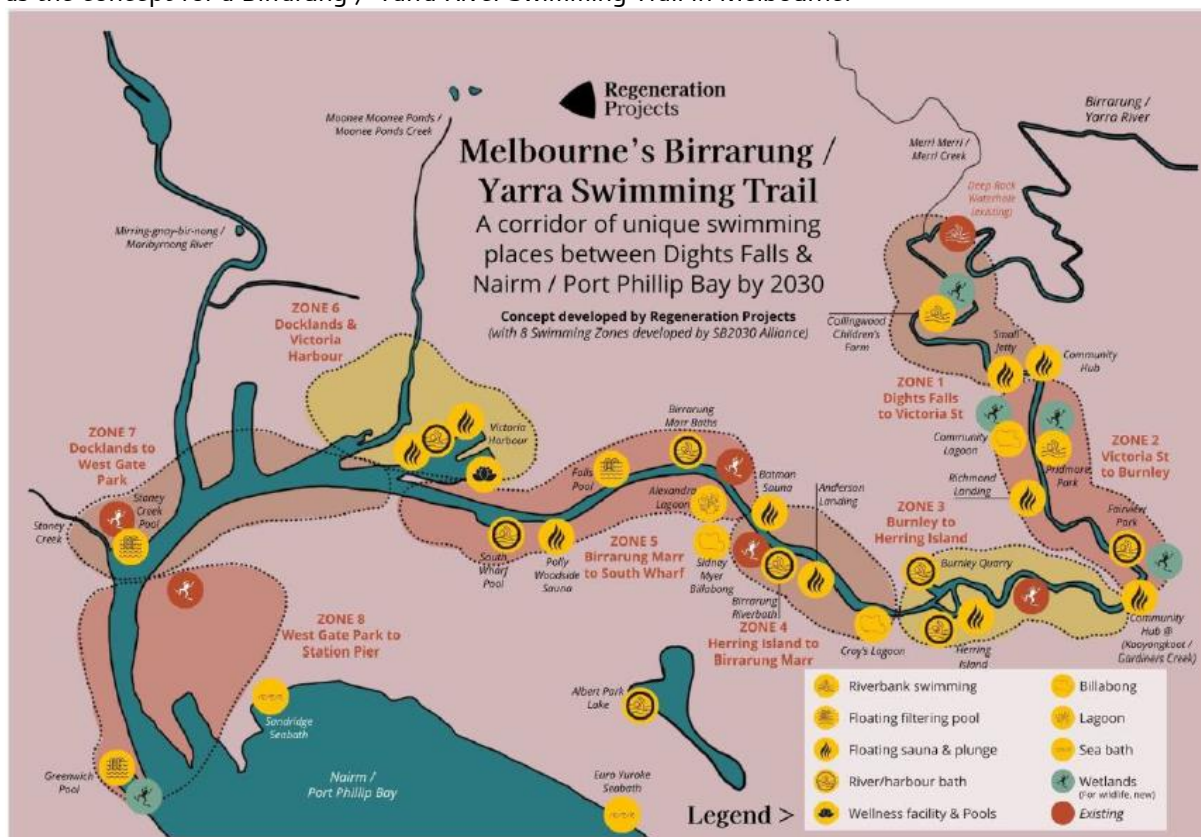 as the concept for a Birrarung / Yarra River Swimming Trail in Melbourne.
Regeneration
Projects
Melbourne's Birrarung /
Yarra Swimming Trail
A corridor of unique swimming
places between Dights Falls &
Nairm / Port Phillip Bay by 2030
Concept developed by Regeneration Projects
(with 8 Swimming Zones developed by SB2030 Alliance)
Moonee Moonee Ponds /
Moonee Ponds Creek
Birrarung /
Yarra River
Merri Merri /
Merri Creek
Deep Rock
Waterhole
(existing)
Mirring-gnay-bir-nong /
Maribyrnong River
ZONE 6
Docklands &
Victoria
Harbour
Victoria
Harbour
Collingwood
Children's
Farm
Small
Jetty
Community
Hub
ZONE 1
Dights Falls
to Victoria St
Community
Lagoon
Pridmore
Park
ZONE 2
Victoria St
to Burnley
Richmond
Landing
Fairview
Park
ZONE 7
Docklands to
West Gate
Park
Stoney
Creek
Pool
Stoney
Creek
Birrarung
Marr Baths
Falls
Pool
Alexandra
Lagoon
Batman
Sauna
Anderson
Landing
ZONE 3
Burnley to
Herring Island
Burnley Quarry
South
Wharf
Pool
Polly
Woodside
Sauna
ZONE 5
Birrarung Marr
to South Wharf
Sidney
Myer
Billabong
Birrarung
Riverbath
ZONE 4
Herring Island to
Birrarung Marr
Croy's Lagoon
Herring
Island
Community
Hub @
(Kooyongkoot /
Gardiners Creek)
ZONE 8
West Gate Park to
Station Pier
Sandridge
Seabath
Greenwich
Pool
Nairm /
Port Phillip Bay
Albert Park
Lake
Euro Yuroke
Seabath
Legend >
Riverbank swimming
Floating filtering pool
Floating sauna & plunge
River/harbour bath
Wellness facility & Pools
Billabong
Lagoon
Sea bath
Wetlands
(For wildlife, new)
Existing